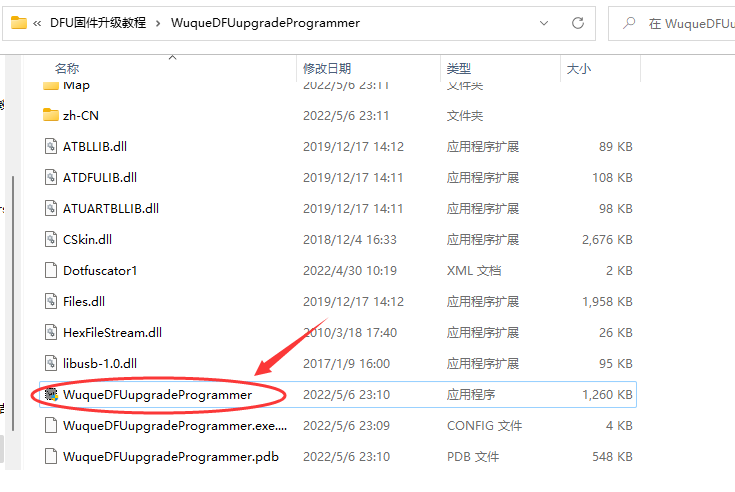 « DFU固件升级教程 › WuqueDFUupgradeProgrammer 在 WuqueDFUu
名称 修改日期 类型 大小
Map 2022/5/6 23:11 文件夹
zh-CN 2022/5/6 23:11 文件夹
ATBLLIB.dll 2019/12/17 14:12 应用程序扩展 89 KB
ATDFULIB.dll 2019/12/17 14:11 应用程序扩展 108 KB
ATUARTBLLIB.dll 2019/12/17 14:11 应用程序扩展 98 KB
CSkin.dll 2018/12/4 16:33 应用程序扩展 2,676 KB
Dotfuscator1 2022/4/30 10:19 XML 文档 2 KB
Files.dll 2019/12/17 14:12 应用程序扩展 1,958 KB
HexFileStream.dll 2010/3/18 17:40 应用程序扩展 26 KB
libusb-1.0.dll 2017/1/9 16:00 应用程序扩展 95 KB
WuqueDFUupgradeProgrammer 2022/5/6 23:10 应用程序 1,260 KB
WuqueDFUupgradeProgrammer.exe.... 2022/5/6 23:09 CONFIG 文件 4 KB
WuqueDFUupgradeProgrammer.pdb 2022/5/6 23:10 PDB 文件 548 KB